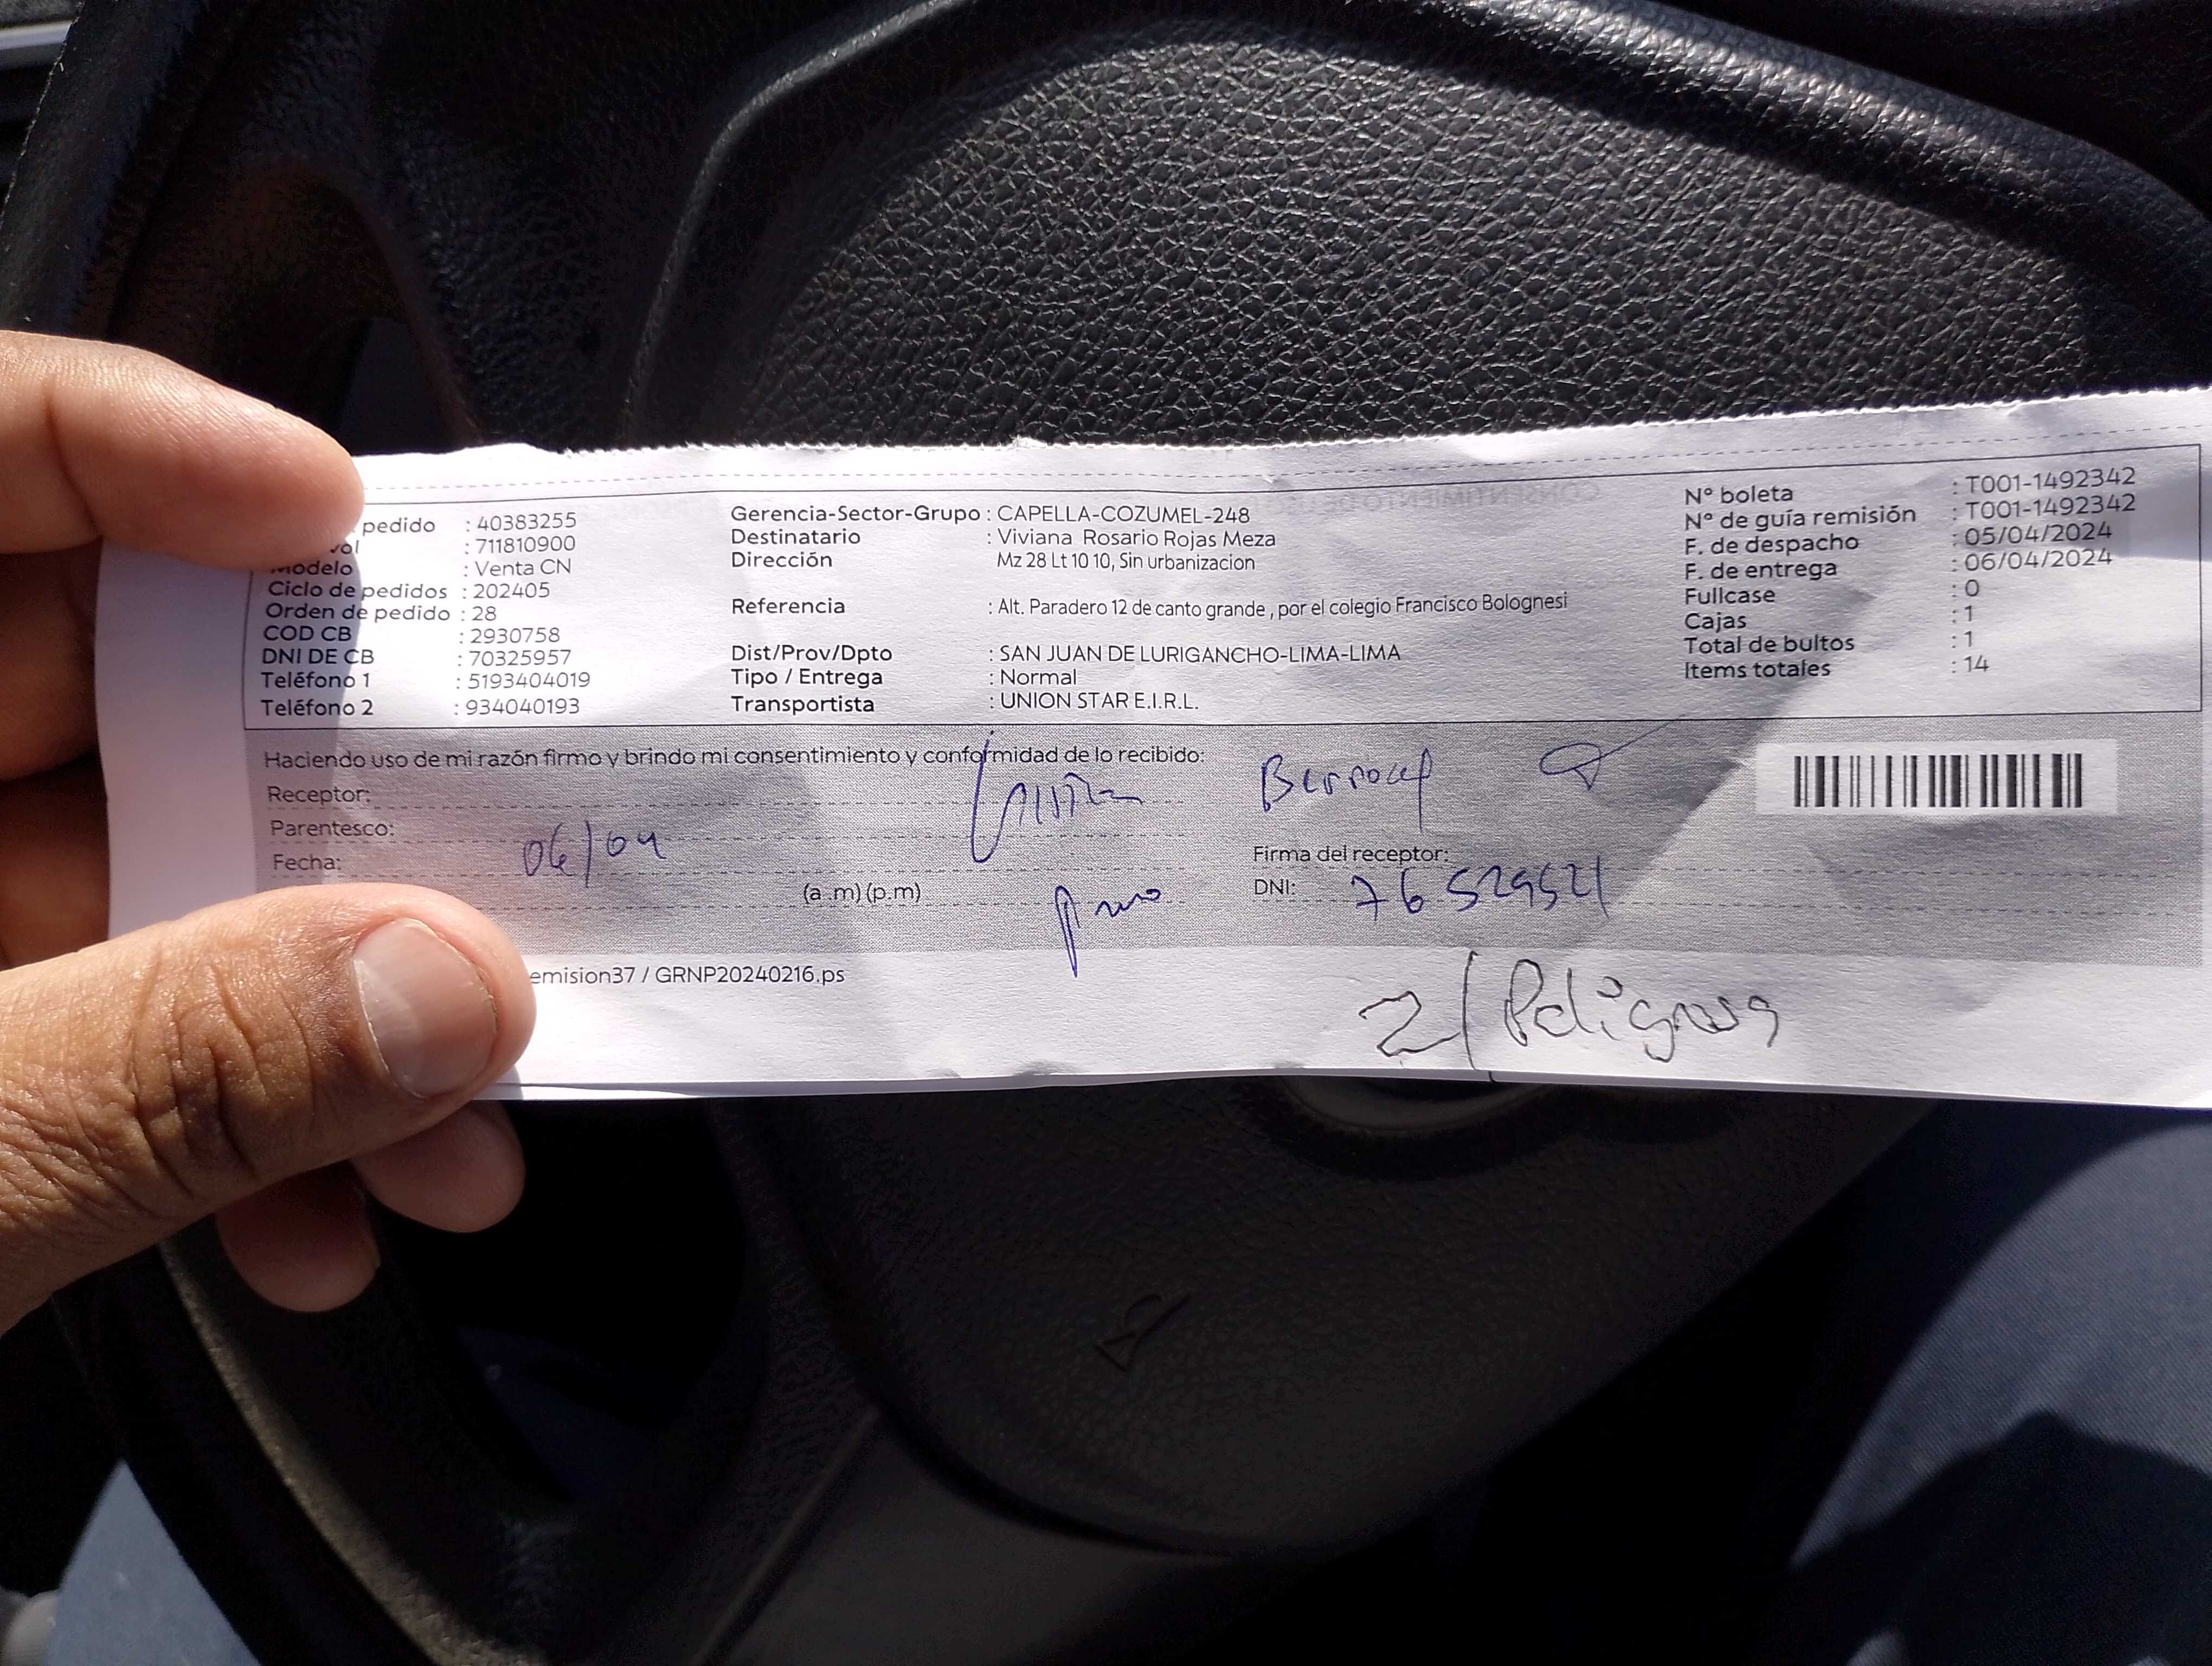 pedido : 40383255
vol : 711810900
Modelo : Venta CN
Ciclo de pedidos : 202405
Orden de pedido : 28
COD CB : 2930758
DNI DE CB : 70325957
Teléfono 1 : 5193404019
Teléfono 2 : 934040193
Gerencia-Sector-Grupo : CAPELLA-COZUMEL-248
Destinatario : Viviana Rosario Rojas Meza
Dirección Mz 28 Lt 10 10, Sin urbanizacion
Referencia : Alt. Paradero 12 de canto grande , por el colegio Francisco Bolognesi
Dist/Prov/Dpto : SAN JUAN DE LURIGANCHO-LIMA-LIMA
Tipo / Entrega : Normal
Transportista : UNION STAR E.I.R.L.
N° boleta : T001-1492342
N° de guía remisión : T001-1492342
F. de despacho : 05/04/2024
F. de entrega : 06/04/2024
Fullcase : 0
Cajas : 1
Total de bultos : 1
Items totales : 14
Haciendo uso de mi razón firmo y brindo mi consentimiento y conformidad de lo recibido:
Receptor:
Parentesco:
Fecha: 06/04
(a .m) (p.m)
Firma del receptor:
DNI: 76529521
emision37 / GRNP20240216.ps
2/Peligrosa